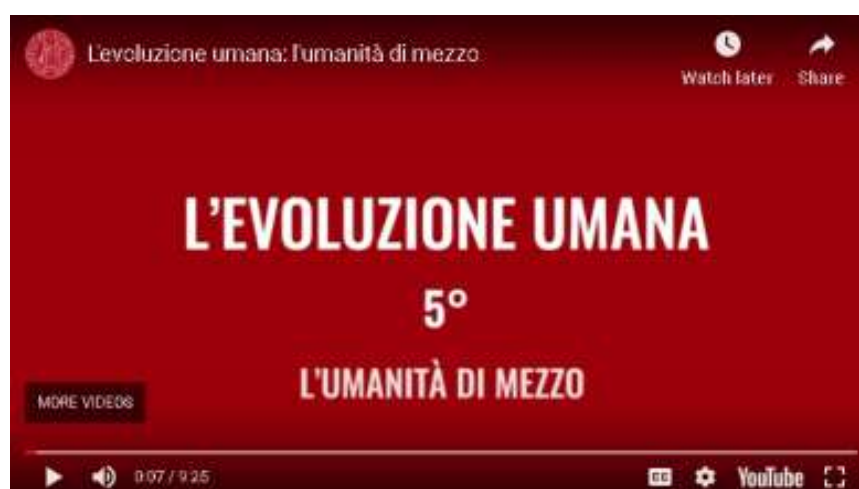 L'evoluzione umana: l'umanità di mezzo
Watch later
Share
L'EVOLUZIONE UMANA
5°
L'UMANITÀ DI MEZZO
MORE VIDEOS
0:07 / 9:25
CC
YouTube